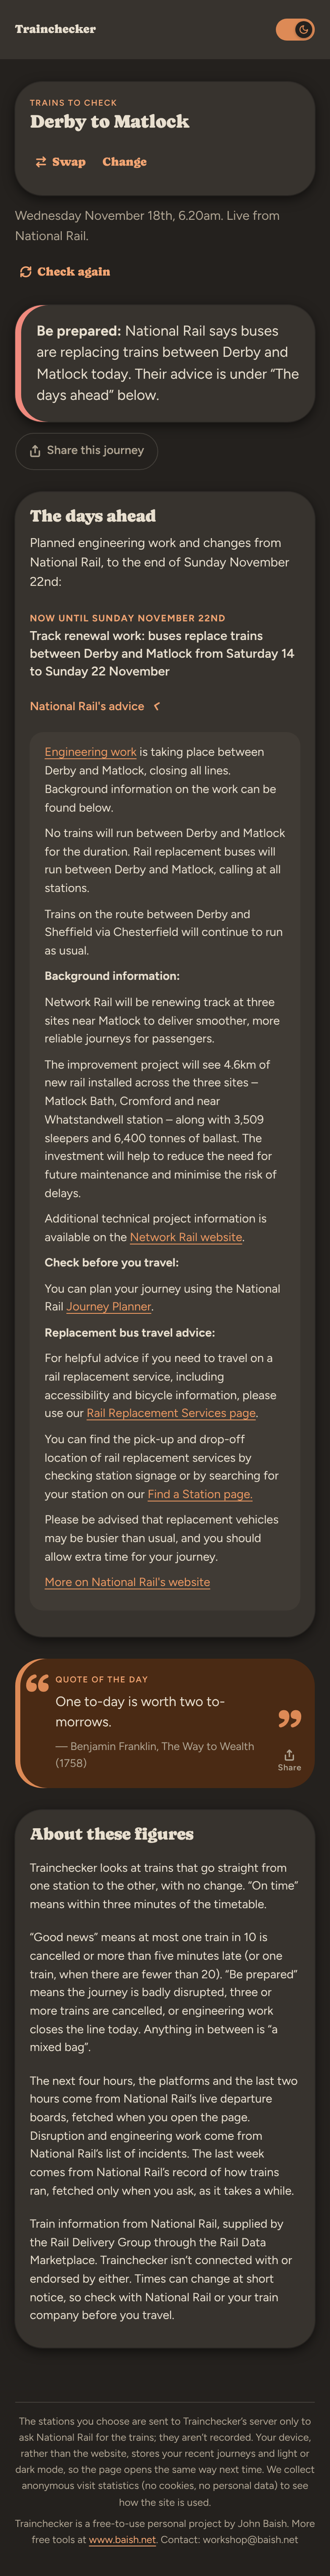 Trainchecker
TRAINS TO CHECK
Derby to Matlock
Swap Change
Wednesday November 18th, 6.20am. Live from
National Rail.
Check again
Be prepared: National Rail says buses
are replacing trains between Derby and
Matlock today. Their advice is under “The
days ahead” below.
Share this journey
The days ahead
Planned engineering work and changes from
National Rail, to the end of Sunday November
22nd:
NOW UNTIL SUNDAY NOVEMBER 22ND
Track renewal work: buses replace trains
between Derby and Matlock from Saturday 14
to Sunday 22 November
National Rail's advice
Engineering work is taking place between
Derby and Matlock, closing all lines.
Background information on the work can be
found below.
No trains will run between Derby and Matlock
for the duration. Rail replacement buses will
run between Derby and Matlock, calling at all
stations.
Trains on the route between Derby and
Sheffield via Chesterfield will continue to run
as usual.
Background information:
Network Rail will be renewing track at three
sites near Matlock to deliver smoother, more
reliable journeys for passengers.
The improvement project will see 4.6km of
new rail installed across the three sites –
Matlock Bath, Cromford and near
Whatstandwell station – along with 3,509
sleepers and 6,400 tonnes of ballast. The
investment will help to reduce the need for
future maintenance and minimise the risk of
delays.
Additional technical project information is
available on the Network Rail website.
Check before you travel:
You can plan your journey using the National
Rail Journey Planner.
Replacement bus travel advice:
For helpful advice if you need to travel on a
rail replacement service, including
accessibility and bicycle information, please
use our Rail Replacement Services page.
You can find the pick-up and drop-off
location of rail replacement services by
checking station signage or by searching for
your station on our Find a Station page.
Please be advised that replacement vehicles
may be busier than usual, and you should
allow extra time for your journey.
More on National Rail's website
“ QUOTE OF THE DAY
One to-day is worth two to-
morrows. ”
— Benjamin Franklin, The Way to Wealth
(1758)
Share
About these figures
Trainchecker looks at trains that go straight from
one station to the other, with no change. “On time”
means within three minutes of the timetable.
“Good news” means at most one train in 10 is
cancelled or more than five minutes late (or one
train, when there are fewer than 20). “Be prepared”
means the journey is badly disrupted, three or
more trains are cancelled, or engineering work
closes the line today. Anything in between is “a
mixed bag”.
The next four hours, the platforms and the last two
hours come from National Rail’s live departure
boards, fetched when you open the page.
Disruption and engineering work come from
National Rail’s list of incidents. The last week
comes from National Rail’s record of how trains
ran, fetched only when you ask, as it takes a while.
Train information from National Rail, supplied by
the Rail Delivery Group through the Rail Data
Marketplace. Trainchecker isn’t connected with or
endorsed by either. Times can change at short
notice, so check with National Rail or your train
company before you travel.
The stations you choose are sent to Trainchecker’s server only to
ask National Rail for the trains; they aren’t recorded. Your device,
rather than the website, stores your recent journeys and light or
dark mode, so the page opens the same way next time. We collect
anonymous visit statistics (no cookies, no personal data) to see
how the site is used.
Trainchecker is a free-to-use personal project by John Baish. More
free tools at www.baish.net. Contact: workshop@baish.net